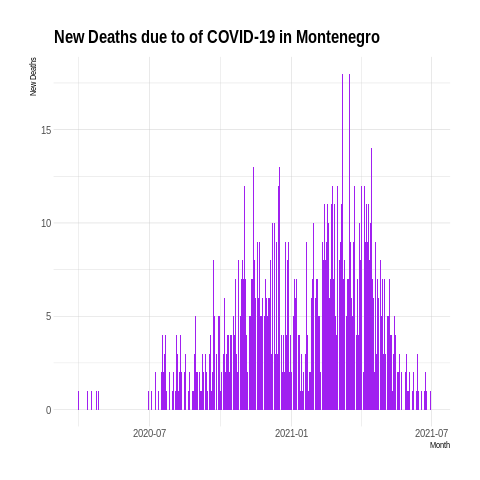 New Deaths due to of COVID-19 in Montenegro
New Deaths
15
10
5
0
2020-07
2021-01
2021-07
Month